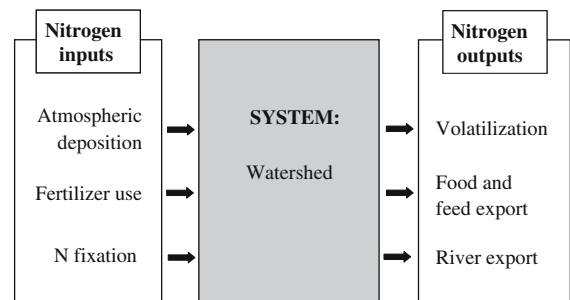 Nitrogen
inputs
Atmospheric
deposition
Fertilizer use
N fixation
SYSTEM:
Watershed
Nitrogen
outputs
Volatilization
Food and
feed export
River export